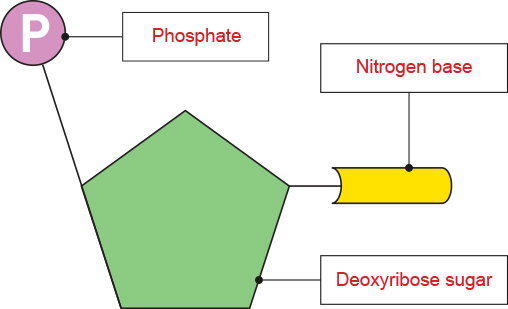 P
Phosphate
Nitrogen base
Deoxyribose sugar